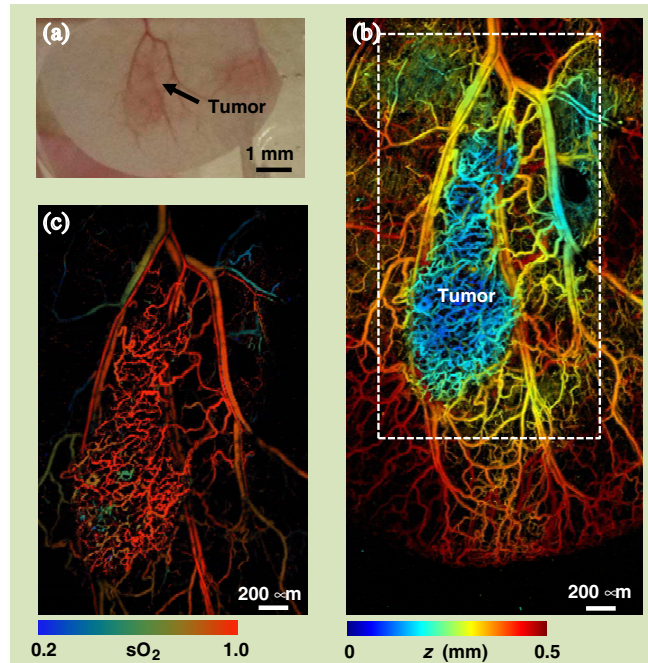 (a)
Tumor
1 mm
(b)
Tumor
200 ∝m
0 0.5
z (mm)
(c)
200 ∝m
0.2 1.0
sO₂